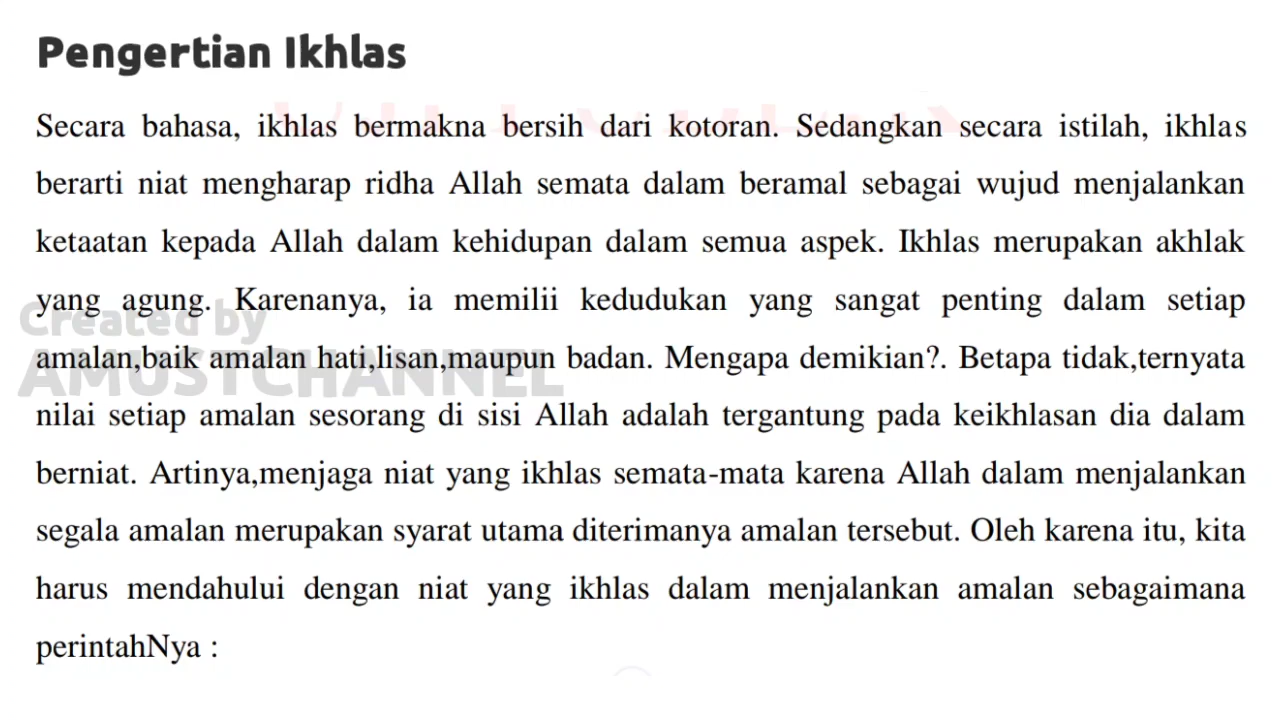 Pengertian Ikhlas
Secara bahasa, ikhlas bermakna bersih dari kotoran. Sedangkan secara istilah, ikhlas
berarti niat mengharap ridha Allah semata dalam beramal sebagai wujud menjalankan
ketaatan kepada Allah dalam kehidupan dalam semua aspek. Ikhlas merupakan akhlak
yang agung. Karenanya, ia memilii kedudukan yang sangat penting dalam setiap
Created by
amalan,baik amalan hati,lisan,maupun badan. Mengapa demikian?. Betapa tidak,ternyata
AMUSTCHANNEL
nilai setiap amalan sesorang di sisi Allah adalah tergantung pada keikhlasan dia dalam
berniat. Artinya,menjaga niat yang ikhlas semata-mata karena Allah dalam menjalankan
segala amalan merupakan syarat utama diterimanya amalan tersebut. Oleh karena itu, kita
harus mendahului dengan niat yang ikhlas dalam menjalankan amalan sebagaimana
perintahNya :